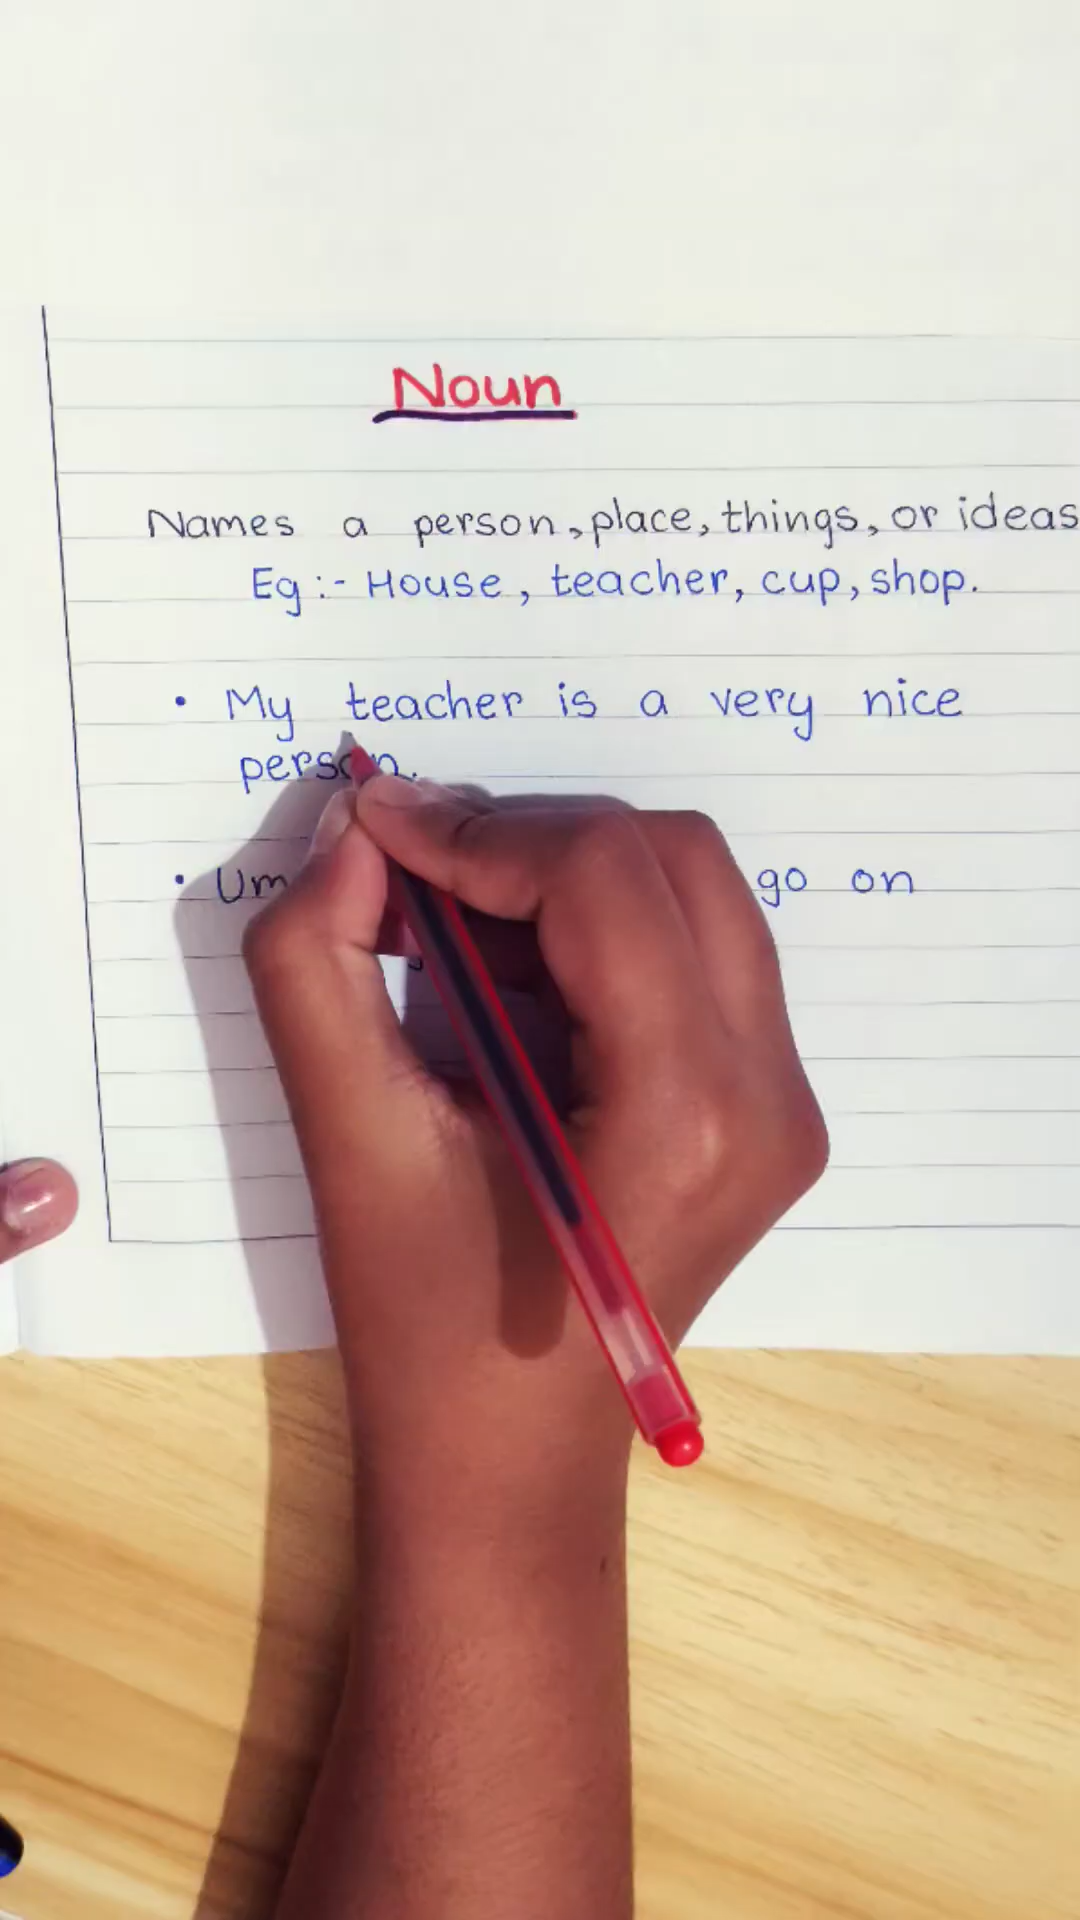 Noun
Names a person, place, things, or ideas
Eg :- House, teacher, cup, shop.
• My teacher is a very nice
person.
• Um go on